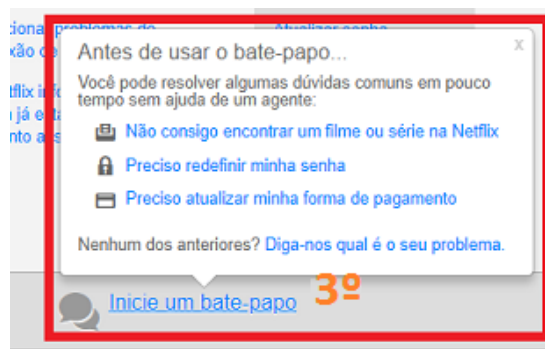 Atualizar senha
Antes de usar o bate-papo...
x
Você pode resolver algumas dúvidas comuns em pouco
tempo sem ajuda de um agente:
Não consigo encontrar um filme ou série na Netflix
Preciso redefinir minha senha
Preciso atualizar minha forma de pagamento
Nenhum dos anteriores? Diga-nos qual é o seu problema.
Inicie um bate-papo 3º